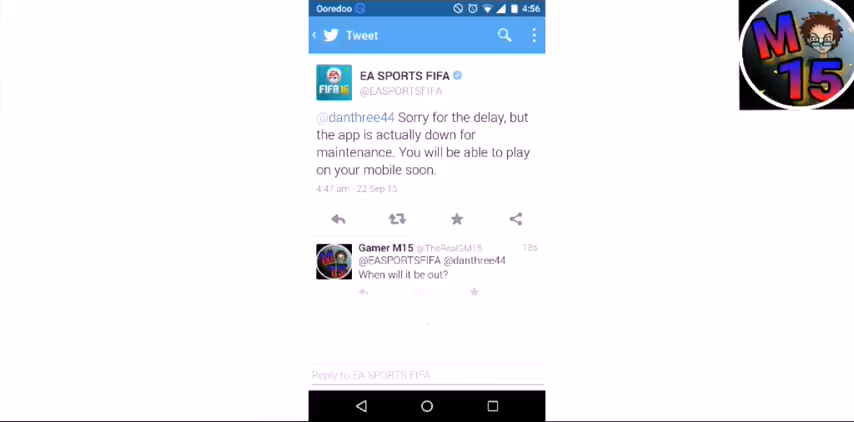 Ooredoo 4:56
Tweet
EA SPORTS FIFA
@EASPORTSFIFA
@danthree44 Sorry for the delay, but
the app is actually down for
maintenance. You will be able to play
on your mobile soon.
4:47 am · 22 Sep 15
Gamer M15 @TheRealGM15 18s
@EASPORTSFIFA @danthree44
When will it be out?
Reply to EA SPORTS FIFA
M
15
FIFA 16
M
15